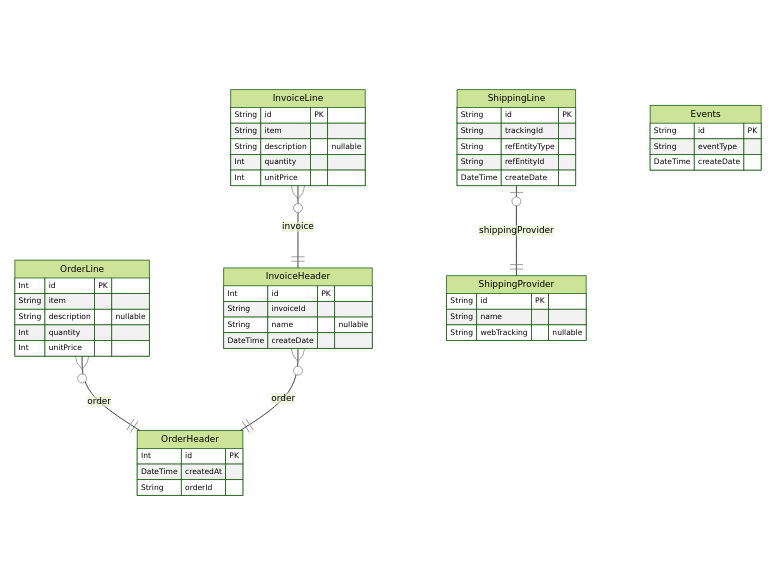 InvoiceLine
String id PK
String item
String description nullable
Int quantity
Int unitPrice
ShippingLine
String id PK
String trackingId
String refEntityType
String refEntityId
DateTime createDate
Events
String id PK
String eventType
DateTime createDate
invoice
shippingProvider
OrderLine
Int id PK
String item
String description nullable
Int quantity
Int unitPrice
InvoiceHeader
Int id PK
String invoiceId
String name nullable
DateTime createDate
ShippingProvider
String id PK
String name
String webTracking nullable
order
order
OrderHeader
Int id PK
DateTime createdAt
String orderId